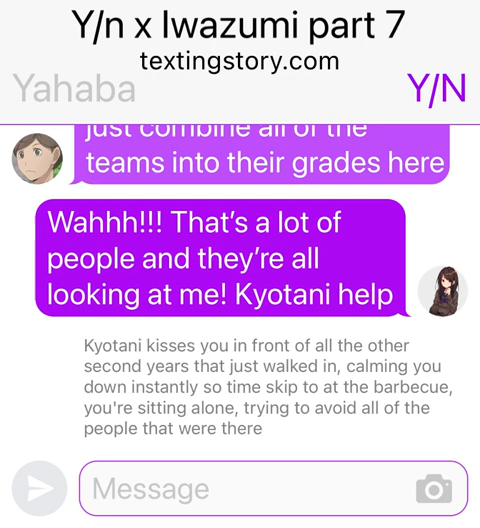 Y/n x Iwazumi part 7
textingstory.com
Yahaba
Y/N
just combine all of the
teams into their grades here
Wahhh!!! That's a lot of
people and they're all
looking at me! Kyotani help
Kyotani kisses you in front of all the other
second years that just walked in, calming you
down instantly so time skip to at the barbecue,
you're sitting alone, trying to avoid all of the
people that were there
Message